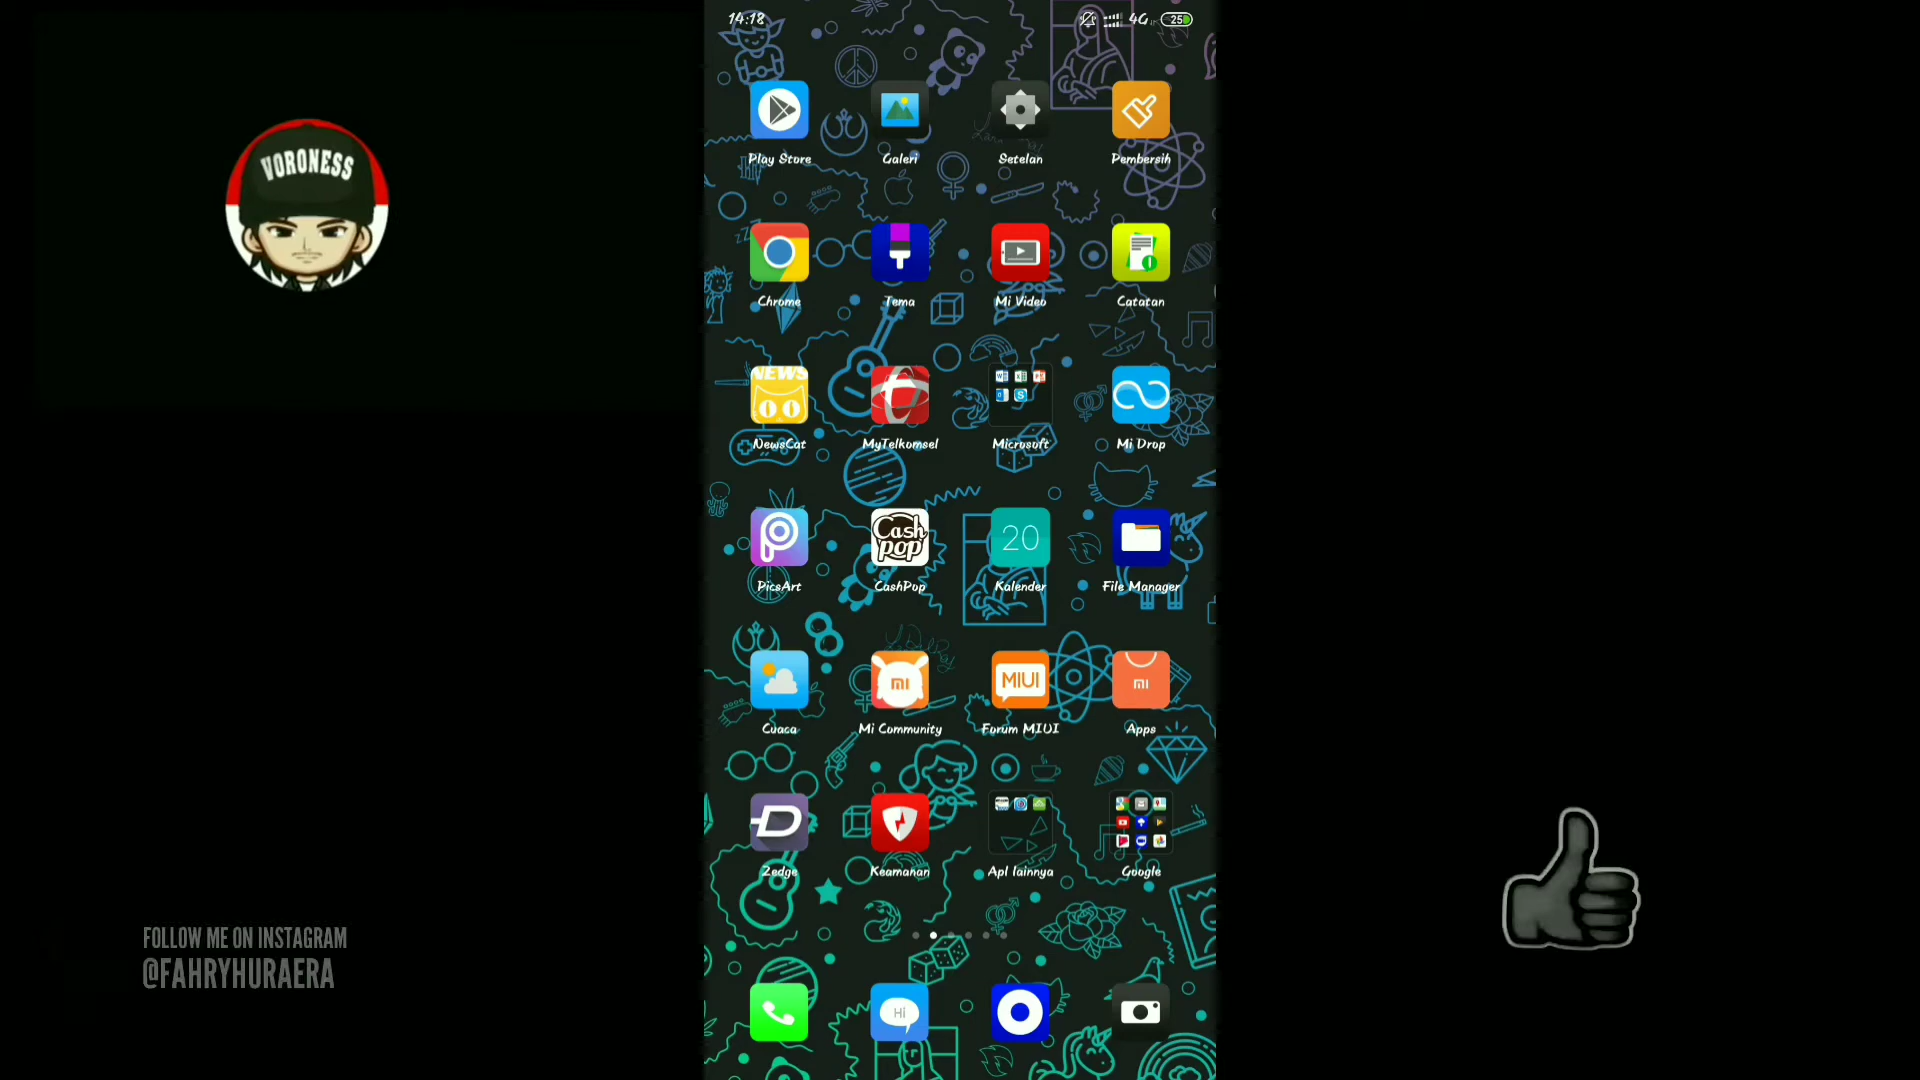 14:18
4G
25
VORONESS
Play Store
Galeri
Setelan
Pembersih
Chrome
Tema
Mi Video
Catatan
NEWS
NewsCat
MyTelkomsel
Microsoft
Mi Drop
PicsArt
Cash pop
CashPop
20
Kalender
File Manager
Cuaca
mi
Mi Community
MIUI
Forum MIUI
mi
Apps
Zedge
Keamanan
Apl lainnya
Google
Hi
FOLLOW ME ON INSTAGRAM
@FAHRYHURAERA